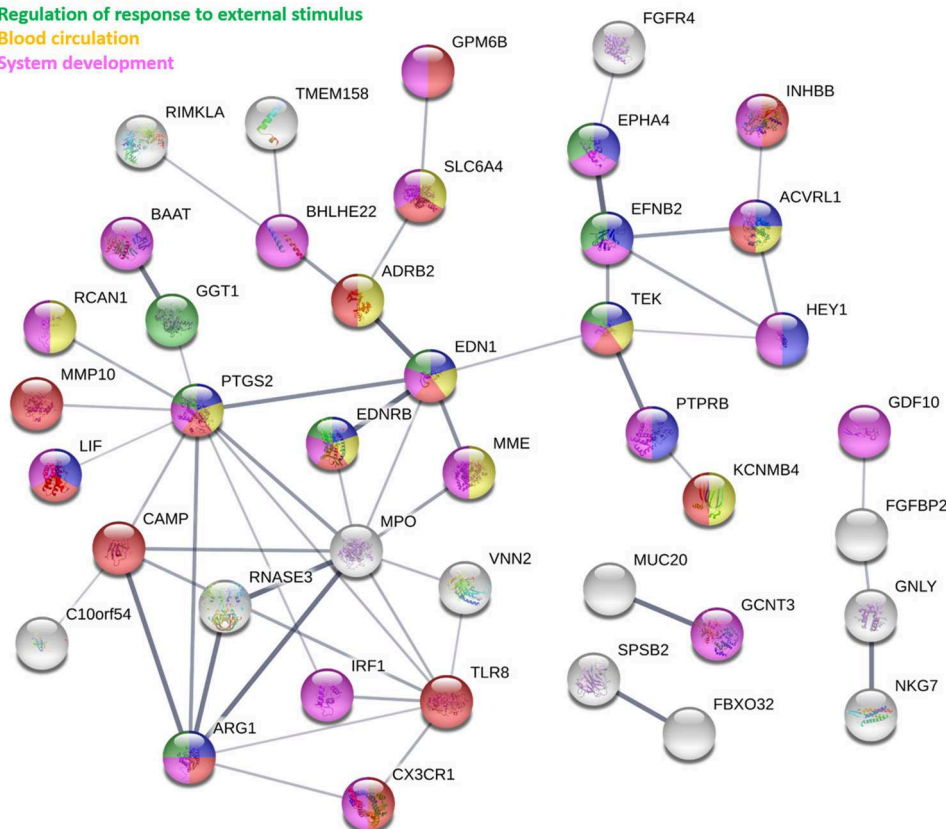 Regulation of response to external stimulus
Blood circulation
System development
FGFR4
GPM6B
TMEM158
INHBB
RIMKLA
EPHA4
SLC6A4
ACVRL1
BAAT
BHLHE22
EFNB2
ADRB2
GGT1
RCAN1
TEK
HEY1
EDN1
MMP10
PTGS2
PTPRB
GDF10
EDNRB
LIF
MME
KCNMB4
CAMP
MPO
FGFBP2
VNN2
MUC20
RNASE3
GNLY
C10orf54
GCNT3
SPSB2
IRF1
TLR8
NKG7
FBXO32
ARG1
CX3CR1